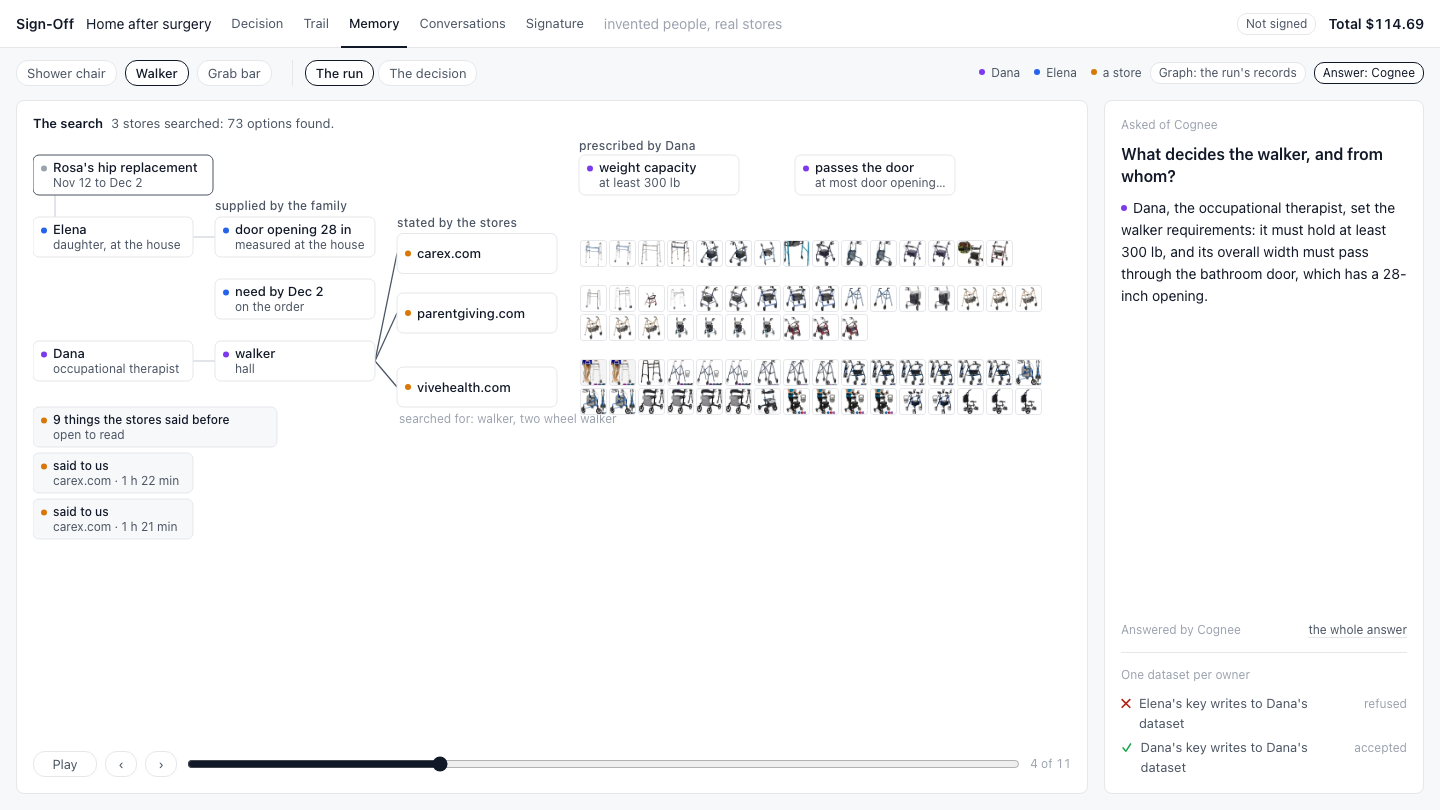 Sign-Off Home after surgery Decision Trail Memory Conversations Signature invented people, real stores Not signed Total $114.69
Shower chair Walker Grab bar The run The decision Dana Elena a store Graph: the run's records Answer: Cognee
The search 3 stores searched: 73 options found.
prescribed by Dana
Rosa's hip replacement
Nov 12 to Dec 2
weight capacity
at least 300 lb
passes the door
at most door opening...
supplied by the family
Elena
daughter, at the house
door opening 28 in
measured at the house
stated by the stores
carex.com
need by Dec 2
on the order
parentgiving.com
Dana
occupational therapist
walker
hall
vivehealth.com
searched for: walker, two wheel walker
9 things the stores said before
open to read
said to us
carex.com · 1 h 22 min
said to us
carex.com · 1 h 21 min
Play ‹ › 4 of 11
Asked of Cognee
What decides the walker, and from
whom?
Dana, the occupational therapist, set the
walker requirements: it must hold at least
300 lb, and its overall width must pass
through the bathroom door, which has a 28-
inch opening.
Answered by Cognee the whole answer
One dataset per owner
Elena's key writes to Dana's refused
dataset
Dana's key writes to Dana's accepted
dataset